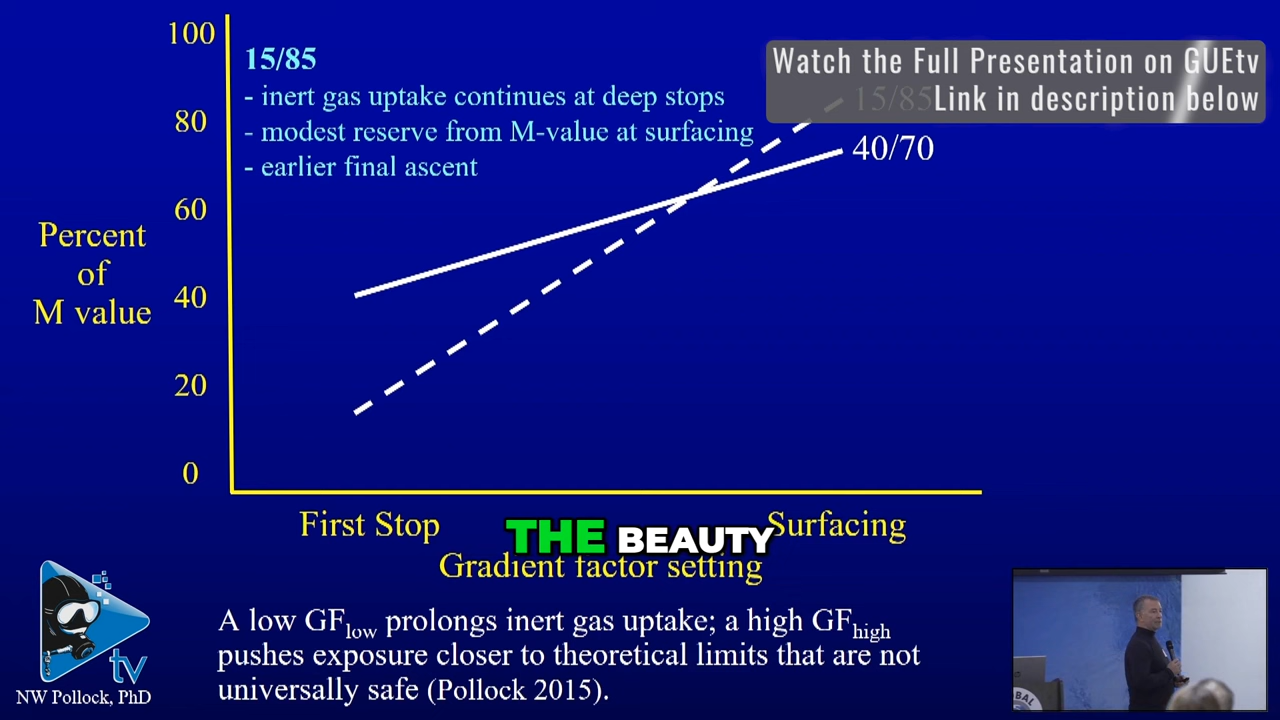 100
80
60
40
20
0
Percent
of
M value
15/85
- inert gas uptake continues at deep stops
- modest reserve from M-value at surfacing
- earlier final ascent
Watch the Full Presentation on GUEtv
Link in description below
15/85
40/70
First Stop
Surfacing
THE BEAUTY
Gradient factor setting
A low GFlow prolongs inert gas uptake; a high GFhigh
pushes exposure closer to theoretical limits that are not
universally safe (Pollock 2015).
tv
NW Pollock, PhD